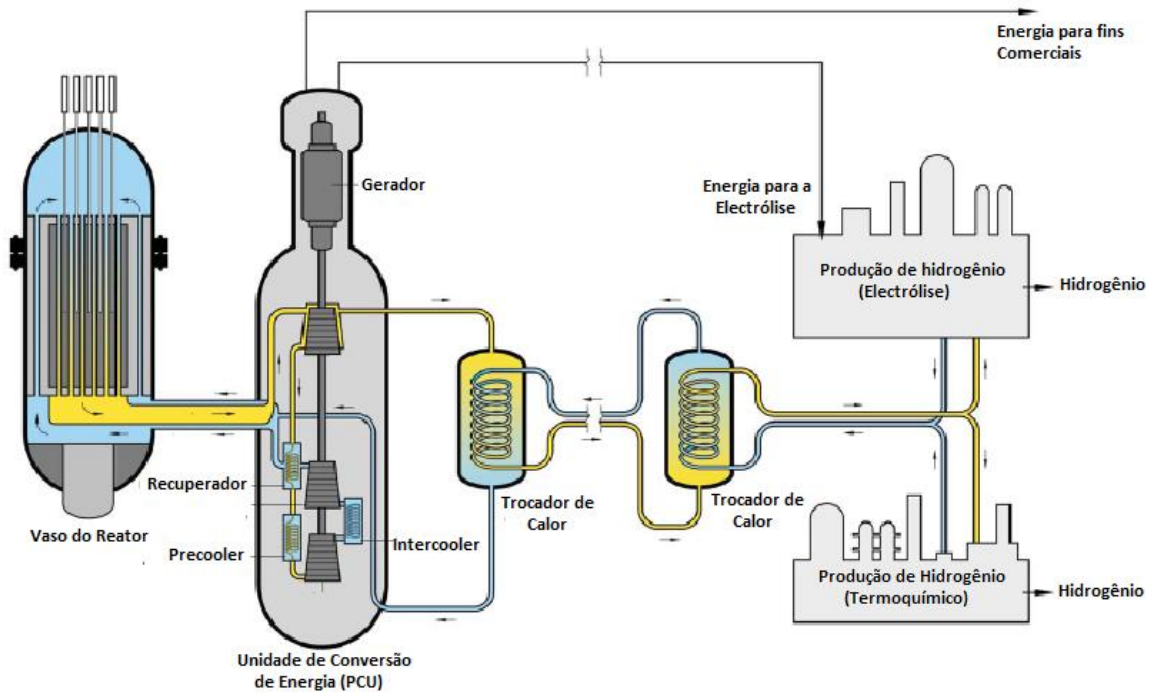 Energia para fins
Comerciais
Gerador
Energia para a
Electrólise
Produção de hidrogênio
(Electrólise)
Hidrogênio
Recuperador
Precooler
Intercooler
Vaso do Reator
Trocador de
Calor
Trocador de
Calor
Produção de Hidrogênio
(Termoquímico)
Hidrogênio
Unidade de Conversão
de Energia (PCU)